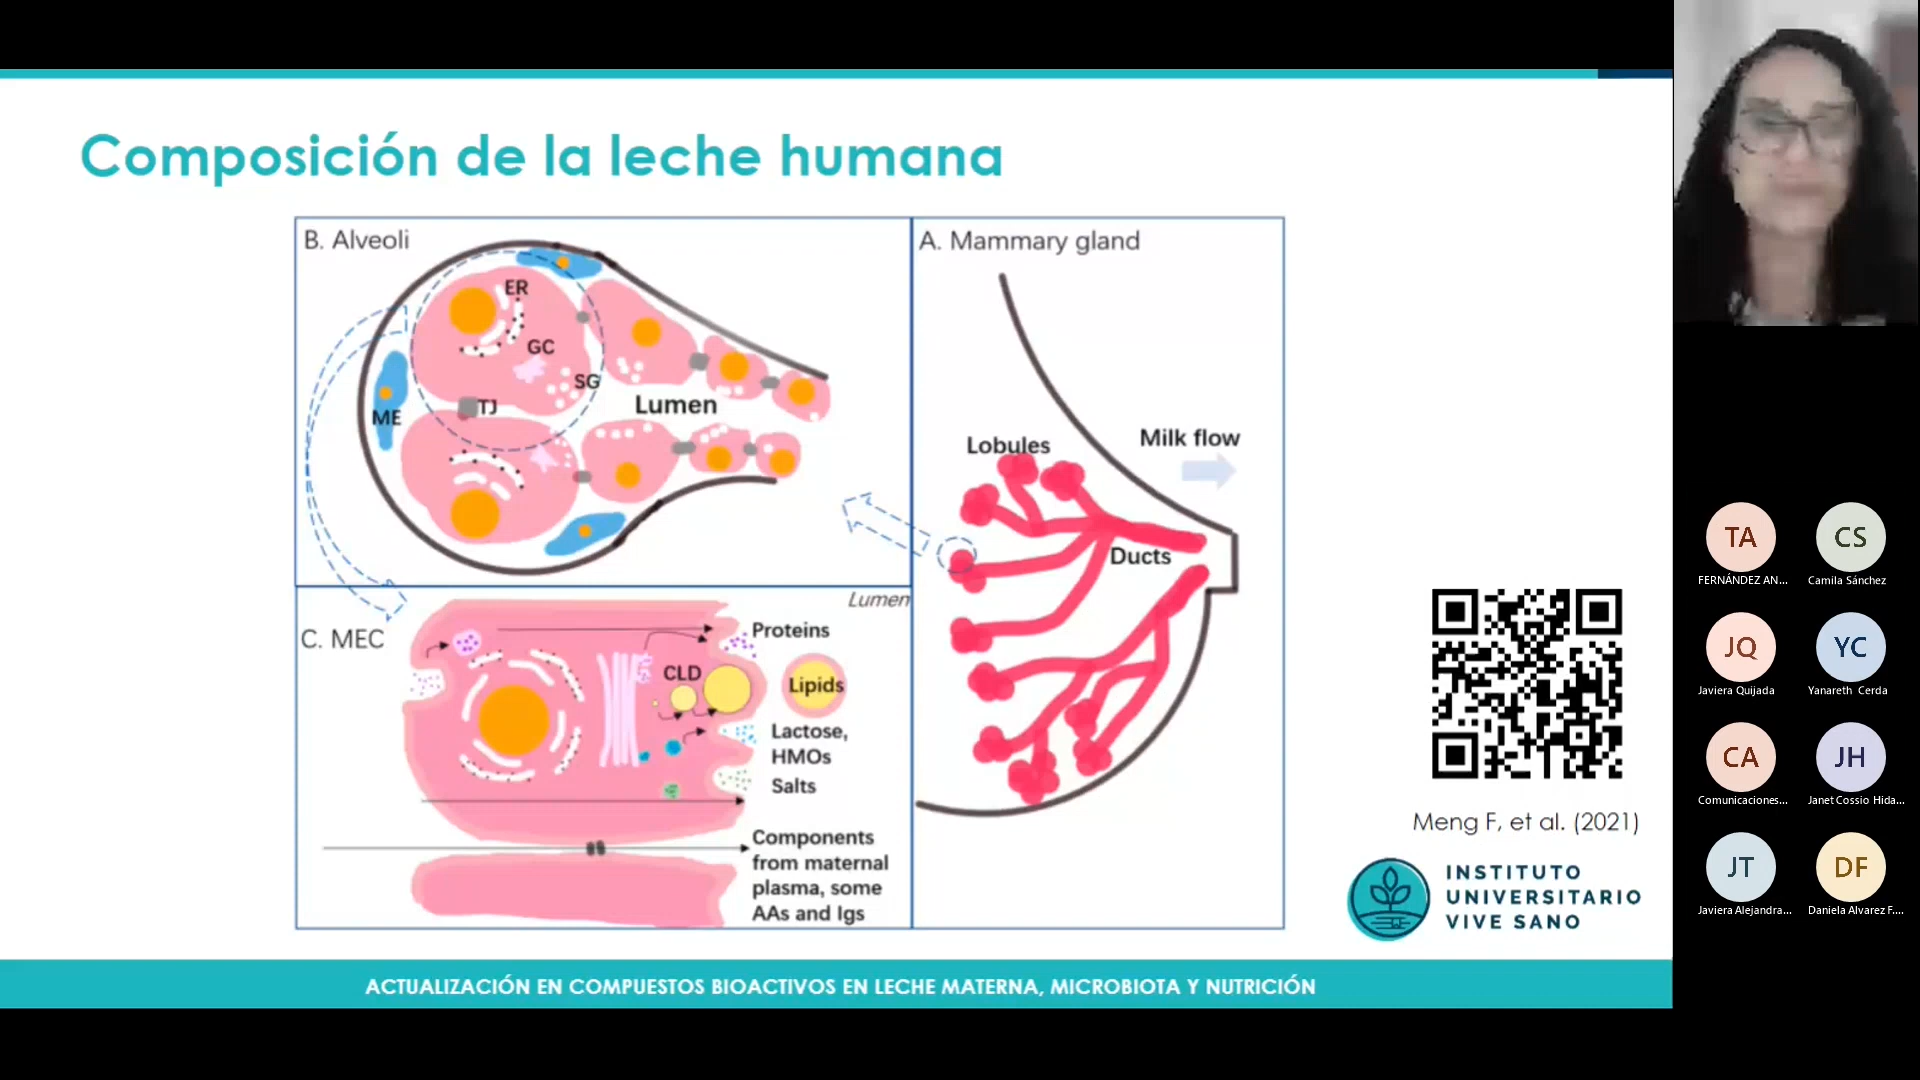 Composición de la leche humana
B. Alveoli
ER
GC
SG
TJ
ME
Lumen
A. Mammary gland
Lobules
Milk flow
Ducts
C. MEC
Lumen
Proteins
CLD
Lipids
Lactose,
HMOs
Salts
Components
from maternal
plasma, some
AAs and Igs
Meng F, et al. (2021)
INSTITUTO
UNIVERSITARIO
VIVE SANO
ACTUALIZACIÓN EN COMPUESTOS BIOACTIVOS EN LECHE MATERNA, MICROBIOTA Y NUTRICIÓN
TA
FERNÁNDEZ AN...
CS
Camila Sánchez
JQ
Javiera Quijada
YC
Yanareth Cerda
CA
Comunicaciones...
JH
Janet Cossio Hida...
JT
Javiera Alejandra...
DF
Daniela Alvarez F....